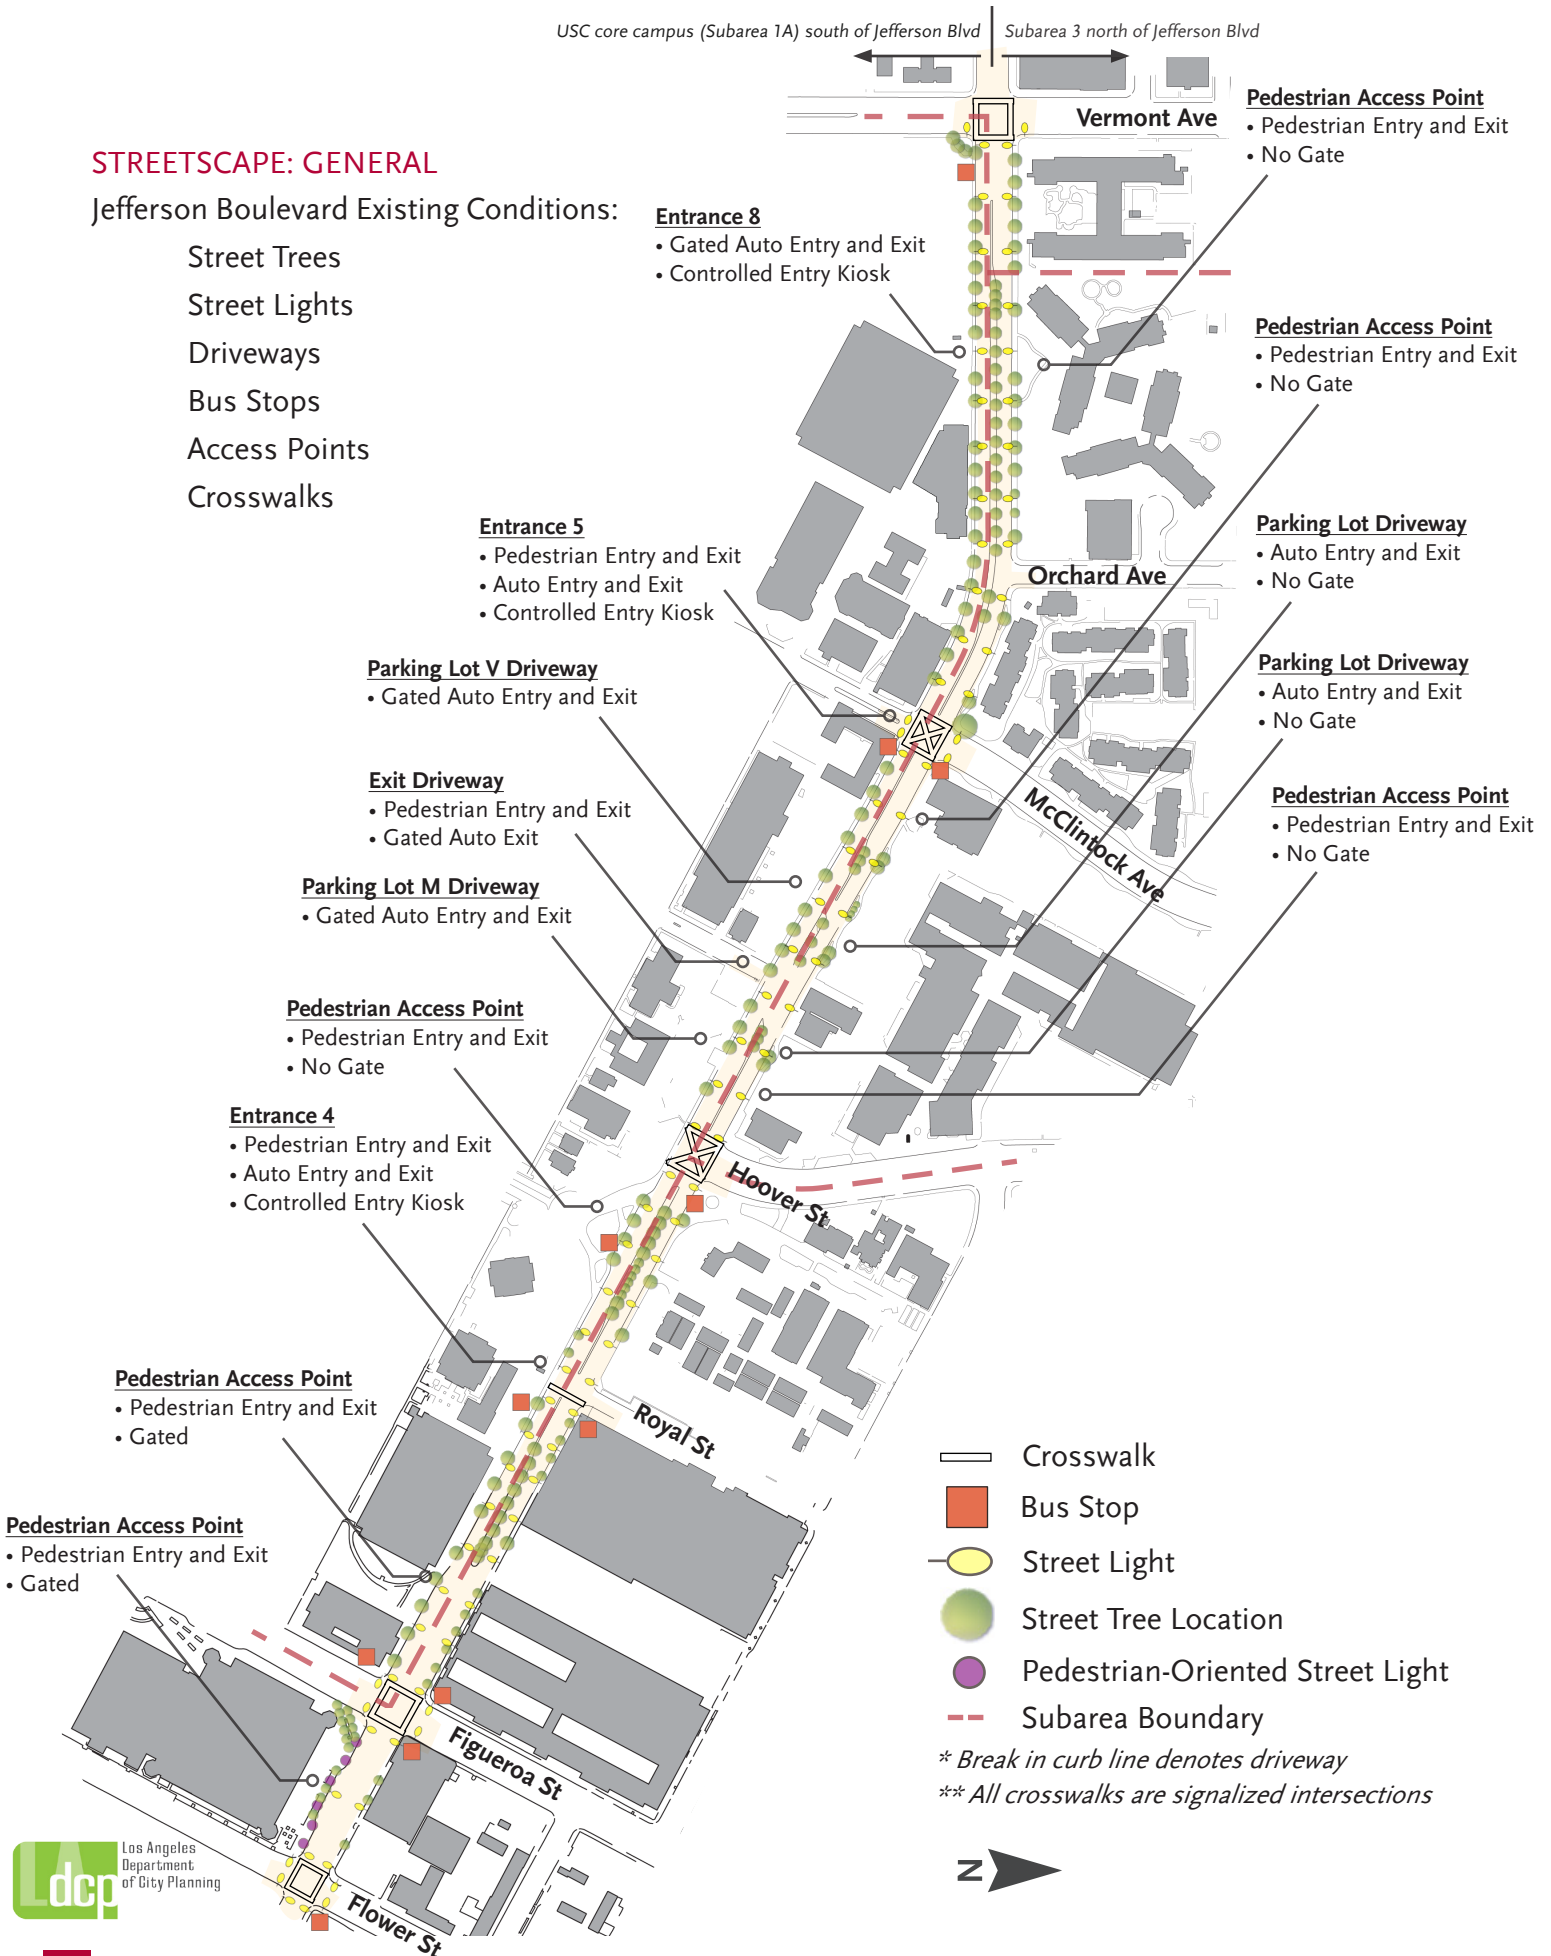 USC core campus (Subarea 1A) south of Jefferson Blvd
Subarea 3 north of Jefferson Blvd
STREETSCAPE: GENERAL
Jefferson Boulevard Existing Conditions:
Street Trees
Street Lights
Driveways
Bus Stops
Access Points
Crosswalks
Vermont Ave
Pedestrian Access Point
• Pedestrian Entry and Exit
• No Gate
Entrance 8
• Gated Auto Entry and Exit
• Controlled Entry Kiosk
Pedestrian Access Point
• Pedestrian Entry and Exit
• No Gate
Entrance 5
• Pedestrian Entry and Exit
• Auto Entry and Exit
• Controlled Entry Kiosk
Parking Lot Driveway
• Auto Entry and Exit
• No Gate
Orchard Ave
Parking Lot V Driveway
• Gated Auto Entry and Exit
Parking Lot Driveway
• Auto Entry and Exit
• No Gate
Exit Driveway
• Pedestrian Entry and Exit
• Gated Auto Exit
McClintock Ave
Pedestrian Access Point
• Pedestrian Entry and Exit
• No Gate
Parking Lot M Driveway
• Gated Auto Entry and Exit
Pedestrian Access Point
• Pedestrian Entry and Exit
• No Gate
Entrance 4
• Pedestrian Entry and Exit
• Auto Entry and Exit
• Controlled Entry Kiosk
Hoover St
Pedestrian Access Point
• Pedestrian Entry and Exit
• Gated
Royal St
Pedestrian Access Point
• Pedestrian Entry and Exit
• Gated
Figueroa St
Flower St
Crosswalk
Bus Stop
Street Light
Street Tree Location
Pedestrian-Oriented Street Light
Subarea Boundary
* Break in curb line denotes driveway
** All crosswalks are signalized intersections
N
LA
dcp
Los Angeles
Department
of City Planning